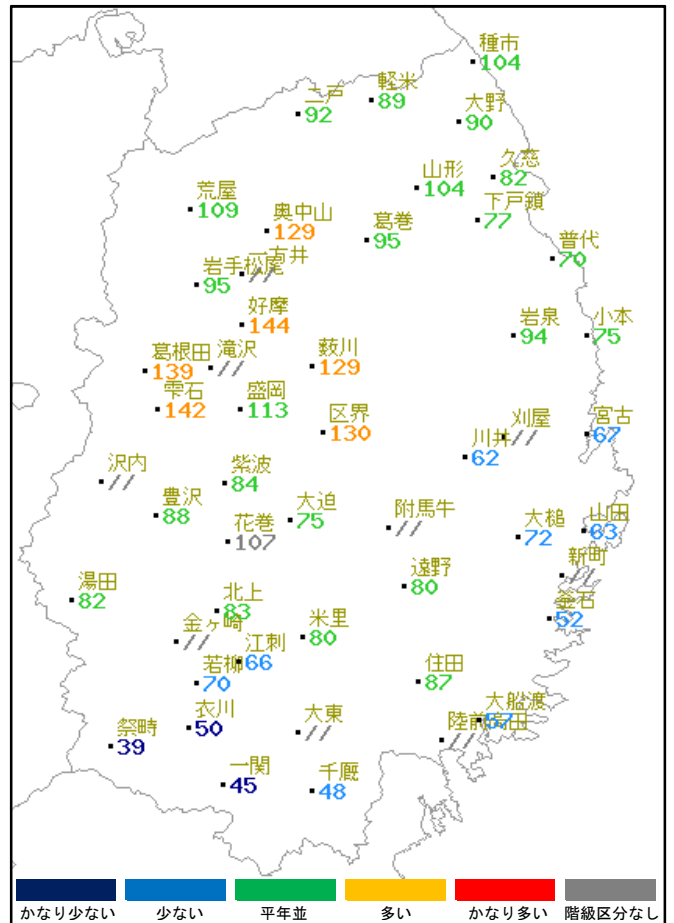 種市
104
軽米
89
二戸
92
大野
90
久慈
82
山形
104
荒屋
109
下戸鎖
77
奥中山
129
葛巻
95
普代
70
一方井
//
岩手松尾
95
好摩
144
岩泉
94
小本
75
葛根田
139
滝沢
//
薮川
129
雫石
142
盛岡
113
区界
130
刈屋
//
宮古
67
川井
62
沢内
//
紫波
84
豊沢
88
大迫
75
附馬牛
//
山田
63
大槌
72
花巻
107
新町
//
遠野
80
湯田
82
北上
83
釜石
52
金ヶ崎
//
米里
80
江刺
66
若柳
70
住田
87
衣川
50
大東
//
大船渡
57
陸前高田
//
祭畤
39
一関
45
千厩
48
かなり少ない 少ない 平年並 多い かなり多い 階級区分なし